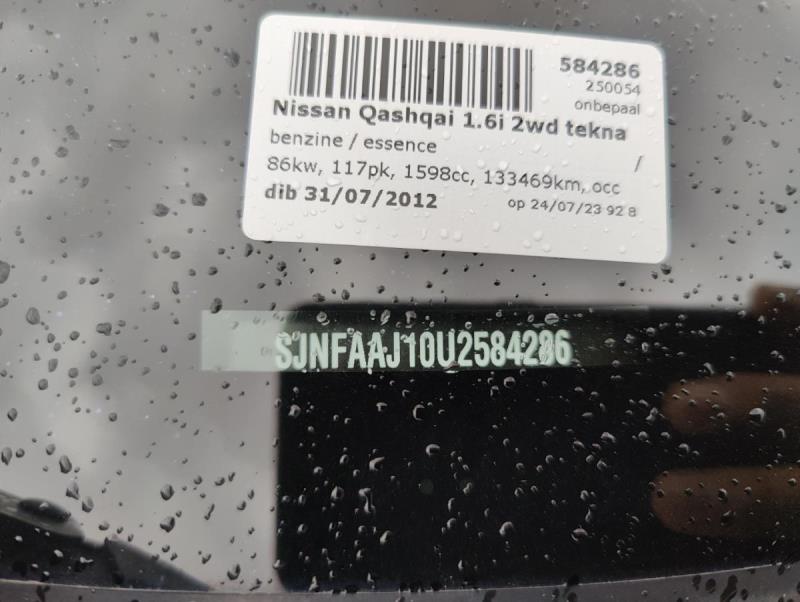 584286
250054
onbepaal
Nissan Qashqai 1.6i 2wd tekna
benzine / essence /
86kw, 117pk, 1598cc, 133469km, occ
dib 31/07/2012 op 24/07/23 92 8
SJNFAAJ10U2584286